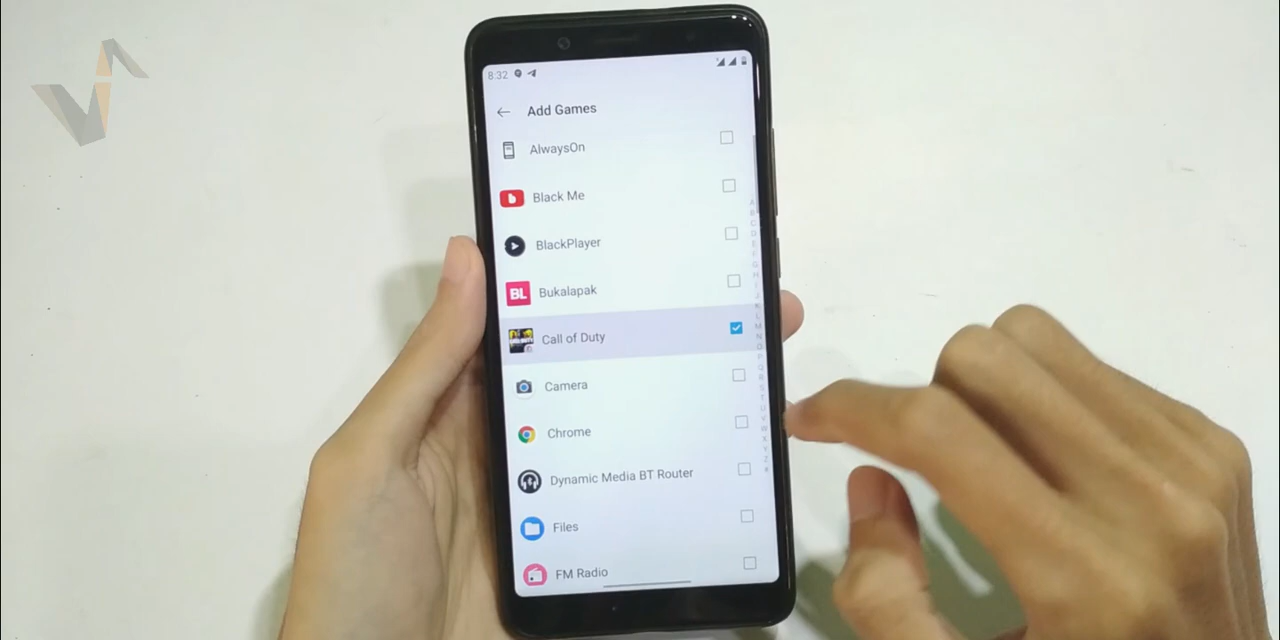 8:32
Add Games
AlwaysOn
Black Me
BlackPlayer
BL Bukalapak
Call of Duty
Camera
Chrome
Dynamic Media BT Router
Files
FM Radio